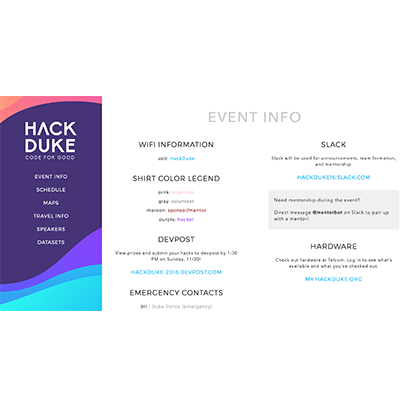 HACK
DUKE
CODE FOR GOOD
EVENT INFO
SCHEDULE
MAPS
TRAVEL INFO
SPEAKERS
DATASETS
EVENT INFO
WIFI INFORMATION
ssid: HackDuke
SHIRT COLOR LEGEND
pink: organizer
grey: volunteer
maroon: sponsor/mentor
purple: hacker
DEVPOST
View prizes and submit your hacks to devpost by 1:30
PM on Sunday, 11/20!
HACKDUKE-2016.DEVPOST.COM
EMERGENCY CONTACTS
911 | Duke Police (emergency)
SLACK
Slack will be used for announcements, team formation,
and mentorship.
HACKDUKE16.SLACK.COM
Need mentorship during the event?
Direct message @mentorbot on Slack to pair up
with a mentor!
HARDWARE
Check out hardware at Telcom. Log in to see what's
available and what you've checked out.
MY.HACKDUKE.ORG